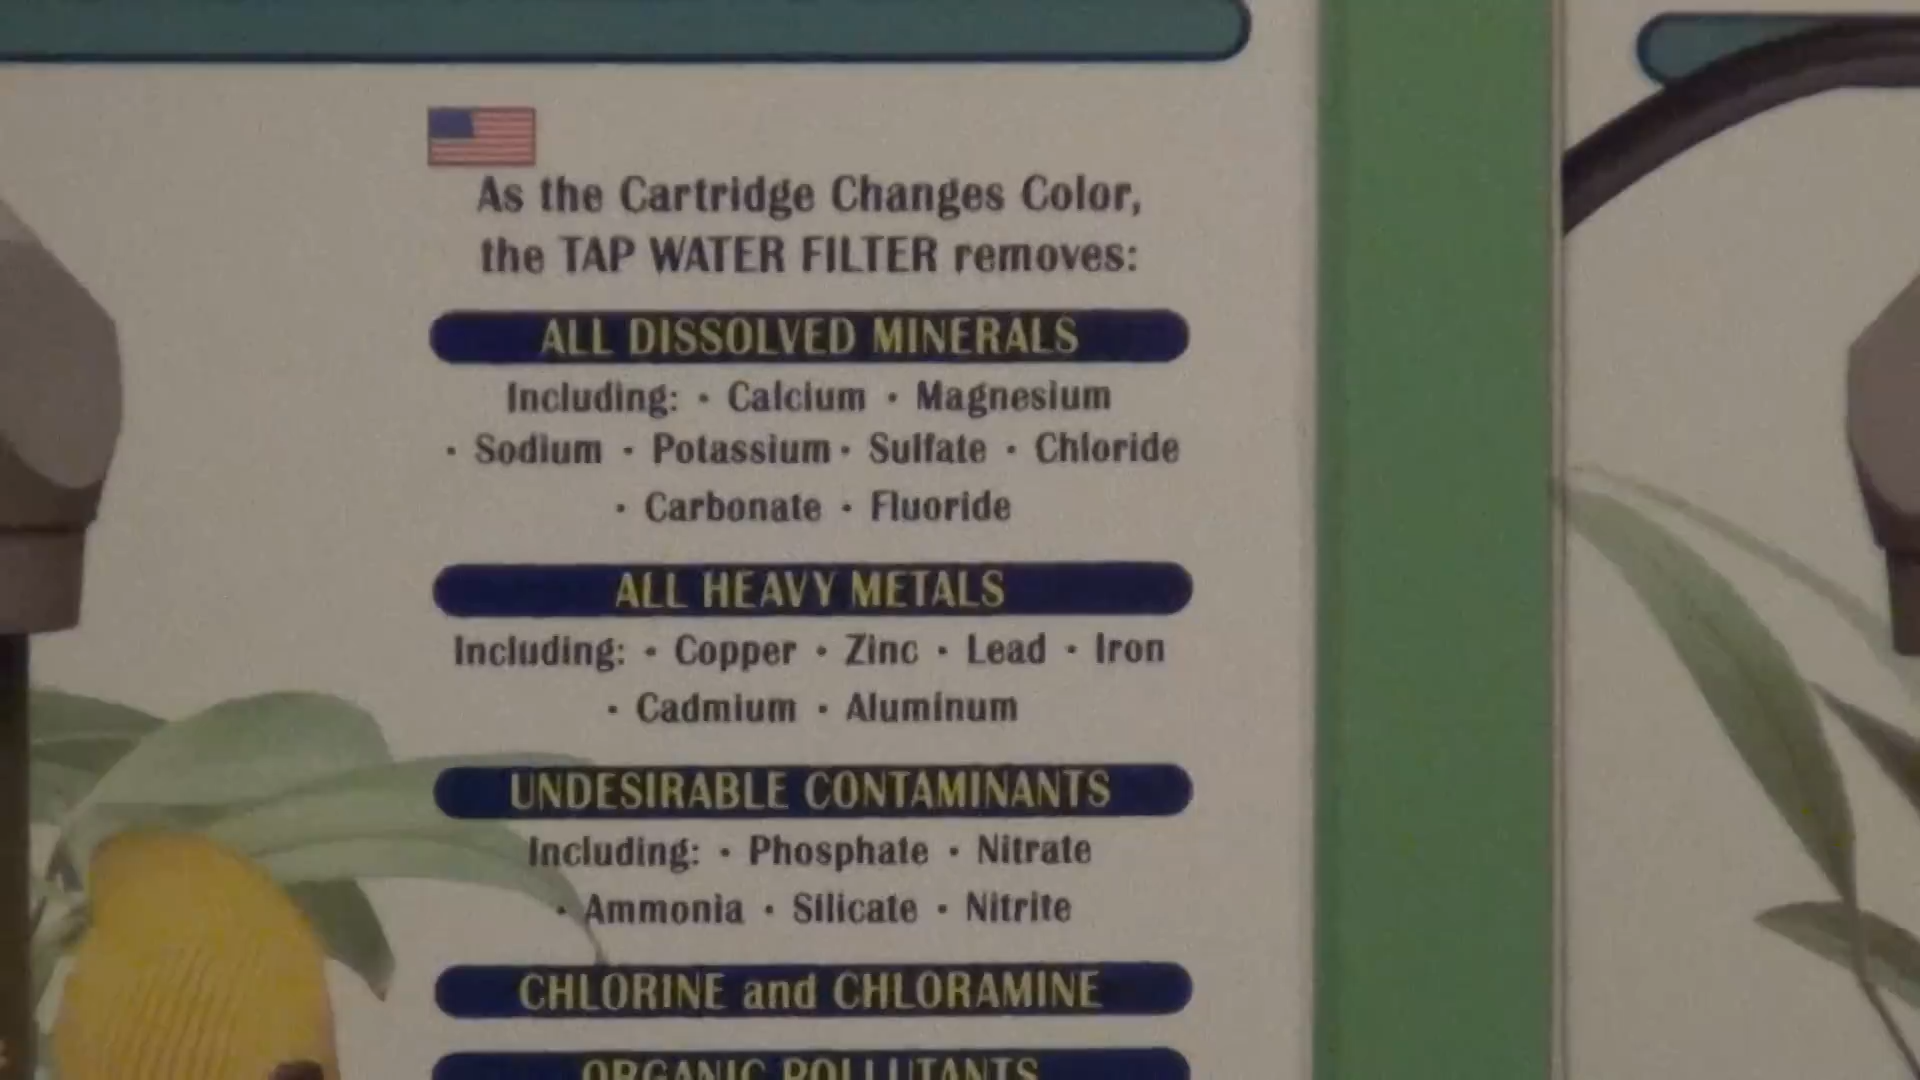 As the Cartridge Changes Color,
the TAP WATER FILTER removes:
ALL DISSOLVED MINERALS
Including: • Calcium • Magnesium
• Sodium • Potassium • Sulfate • Chloride
• Carbonate • Fluoride
ALL HEAVY METALS
Including: • Copper • Zinc • Lead • Iron
• Cadmium • Aluminum
UNDESIRABLE CONTAMINANTS
Including: • Phosphate • Nitrate
• Ammonia • Silicate • Nitrite
CHLORINE and CHLORAMINE
ORGANIC POLLUTANTS